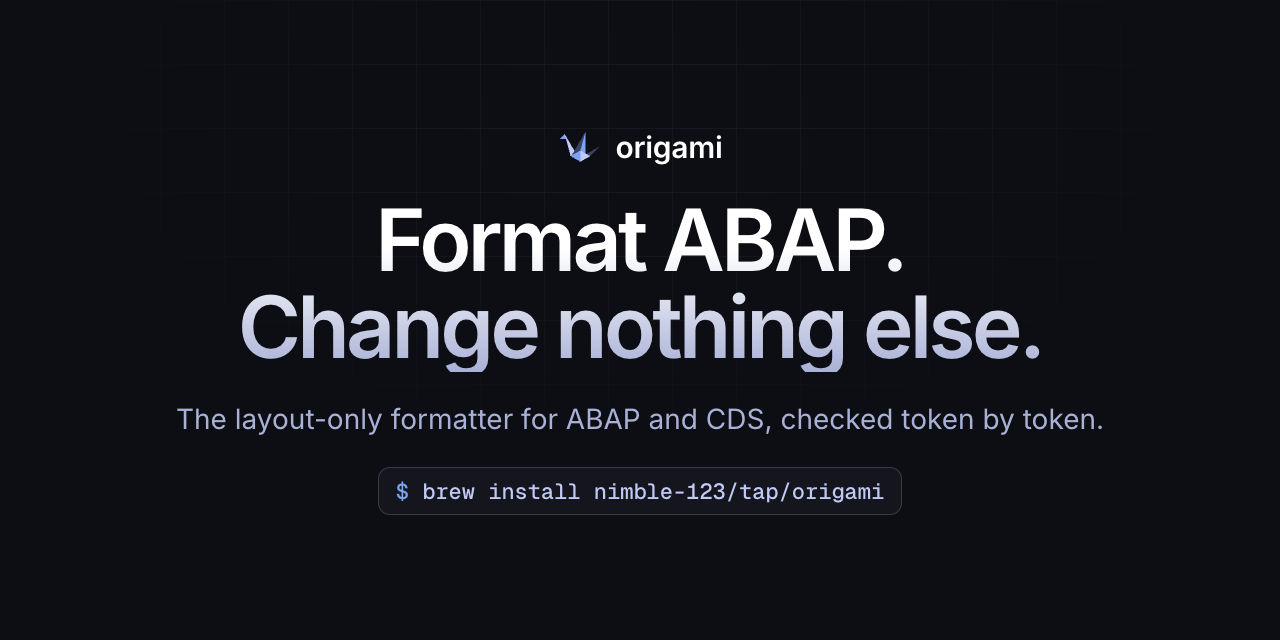 origami
Format ABAP.
Change nothing else.
The layout-only formatter for ABAP and CDS, checked token by token.
$ brew install nimble-123/tap/origami